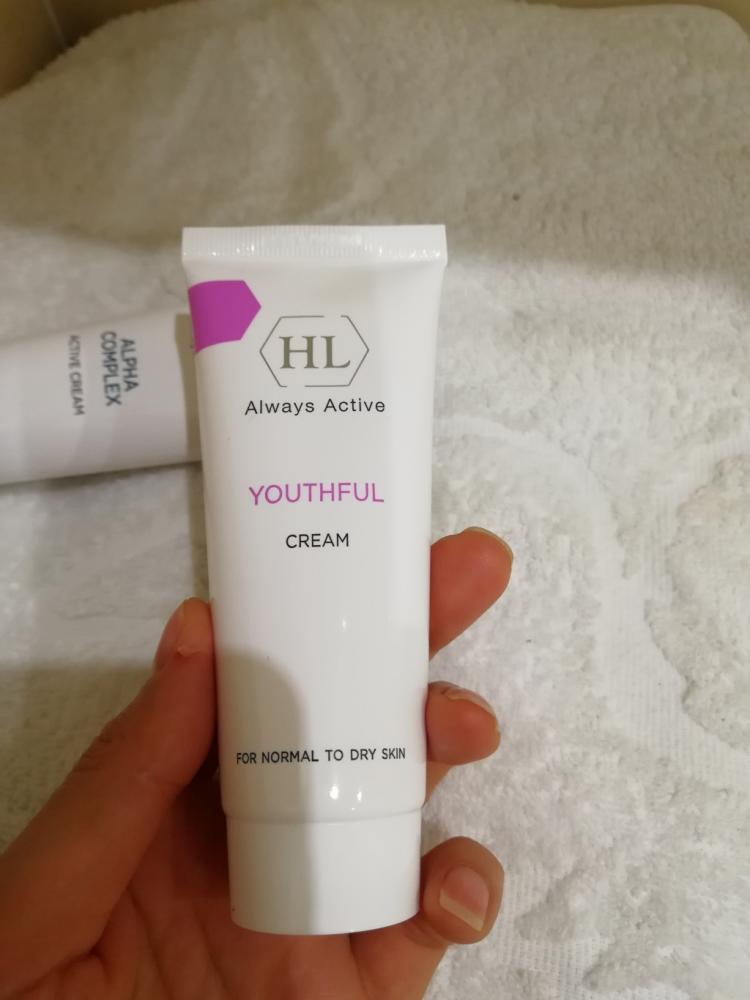 HL
Always Active
YOUTHFUL
CREAM
FOR NORMAL TO DRY SKIN
ALPHA
COMPLEX
ACTIVE CREAM